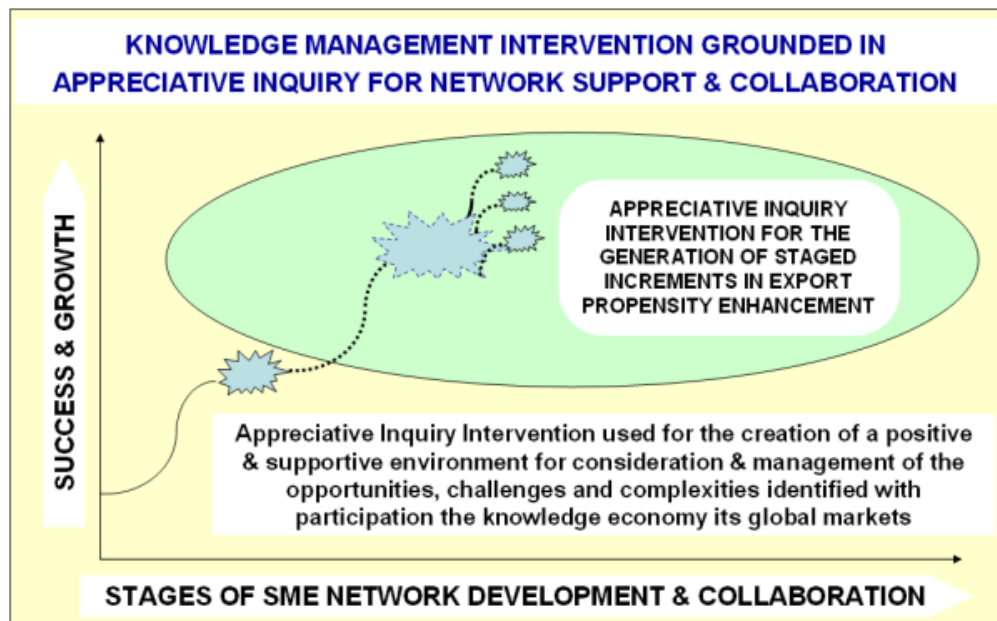 KNOWLEDGE MANAGEMENT INTERVENTION GROUNDED IN
APPRECIATIVE INQUIRY FOR NETWORK SUPPORT & COLLABORATION
SUCCESS & GROWTH
APPRECIATIVE INQUIRY
INTERVENTION FOR THE
GENERATION OF STAGED
INCREMENTS IN EXPORT
PROPENSITY ENHANCEMENT
Appreciative Inquiry Intervention used for the creation of a positive
& supportive environment for consideration & management of the
opportunities, challenges and complexities identified with
participation the knowledge economy its global markets
STAGES OF SME NETWORK DEVELOPMENT & COLLABORATION